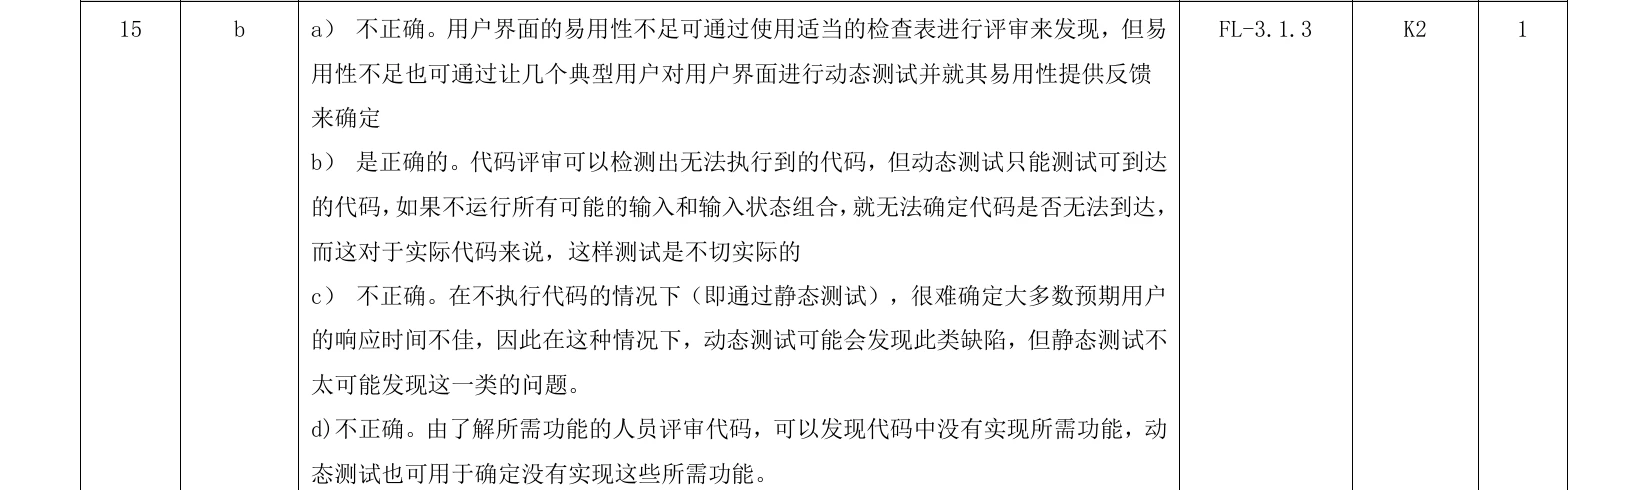 15 b a） 不正确。用户界面的易用性不足可通过使用适当的检查表进行评审来发现，但易 FL-3.1.3 K2 1
用性不足也可通过让几个典型用户对用户界面进行动态测试并就其易用性提供反馈
来确定
b） 是正确的。代码评审可以检测出无法执行到的代码，但动态测试只能测试可到达
的代码，如果不运行所有可能的输入和输入状态组合，就无法确定代码是否无法到达，
而这对于实际代码来说，这样测试是不切实际的
c） 不正确。在不执行代码的情况下（即通过静态测试），很难确定大多数预期用户
的响应时间不佳，因此在这种情况下，动态测试可能会发现此类缺陷，但静态测试不
太可能发现这一类的问题。
d)不正确。由了解所需功能的人员评审代码，可以发现代码中没有实现所需功能，动
态测试也可用于确定没有实现这些所需功能。